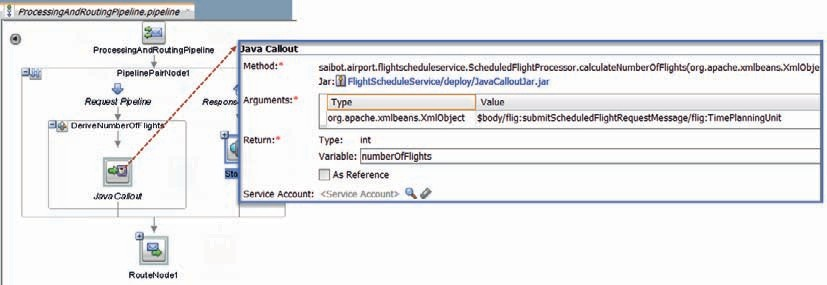 ProcessingAndRoutingPipeline.pipeline
ProcessingAndRoutingPipeline
PipelinePairNode1
Request Pipeline
Respons
DeriveNumberOfFlights
Sta
JavaCallout
RouteNode1
Java Callout
Method:* saibot.airport.flightscheduleservice.ScheduledFlightProcessor.calculateNumberOfFlights(org.apache.xmlbeans.XmlObje
Jar: FlightScheduleService/deploy/JavaCalloutJar.jar
Arguments:* Type Value
org.apache.xmlbeans.XmlObject $body/flig:submitScheduledFlightRequestMessage/flig:TimePlanningUnit
Return:* Type: int
Variable: numberOfFlights
As Reference
Service Account: <Service Account>